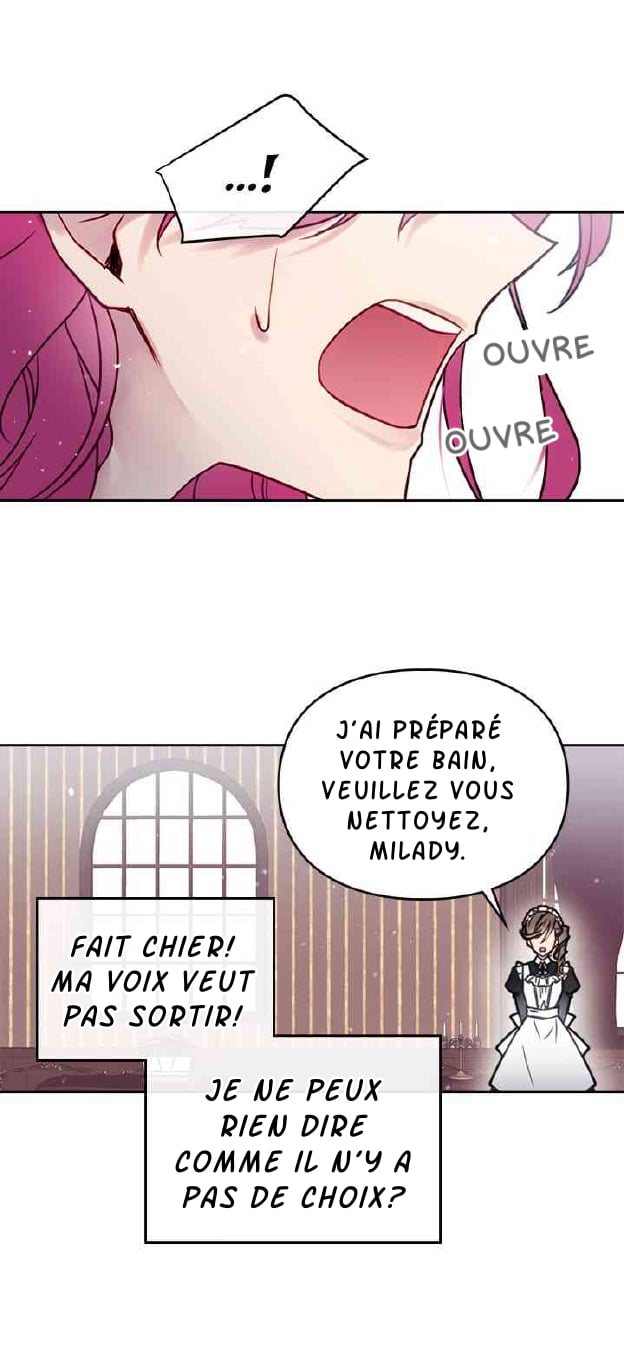 ...!
OUVRE
OUVRE
J'AI PRÉPARÉ
VOTRE BAIN,
VEUILLEZ VOUS
NETTOYEZ,
MILADY.
FAIT CHIER!
MA VOIX VEUT
PAS SORTIR!
JE NE PEUX
RIEN DIRE
COMME IL N'Y A
PAS DE CHOIX?